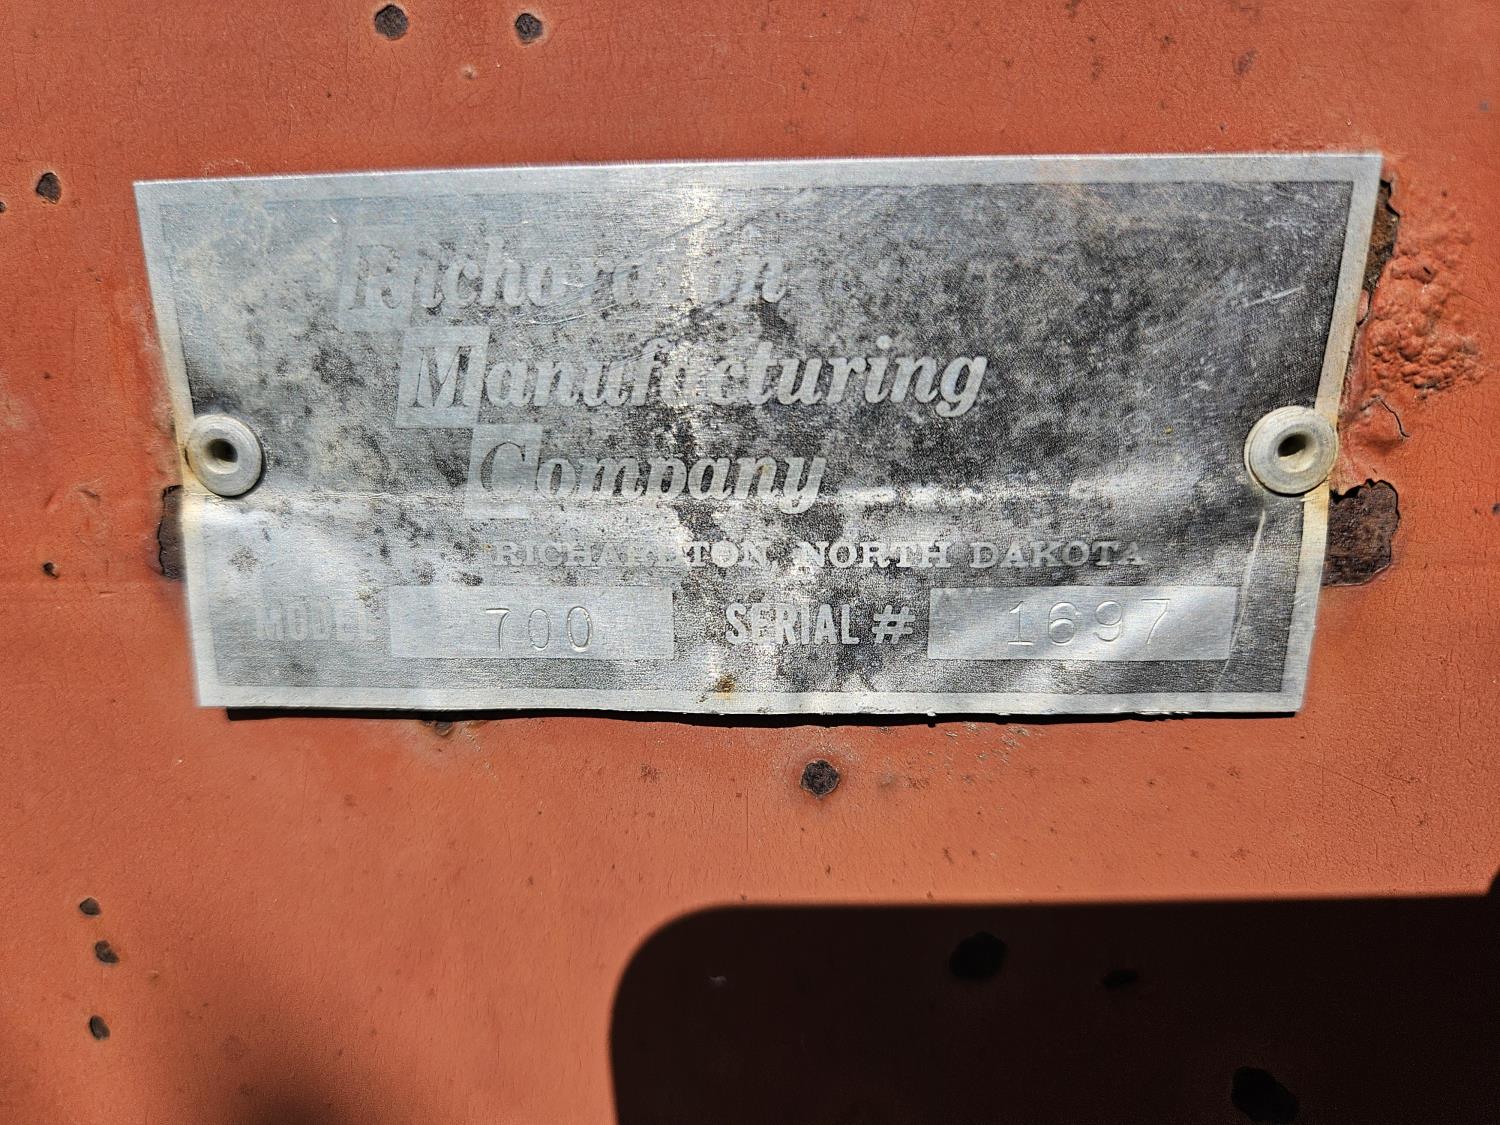 Richardton
Manufacturing
Company
RICHARDTON, NORTH DAKOTA
MODEL 700 SERIAL # 1697